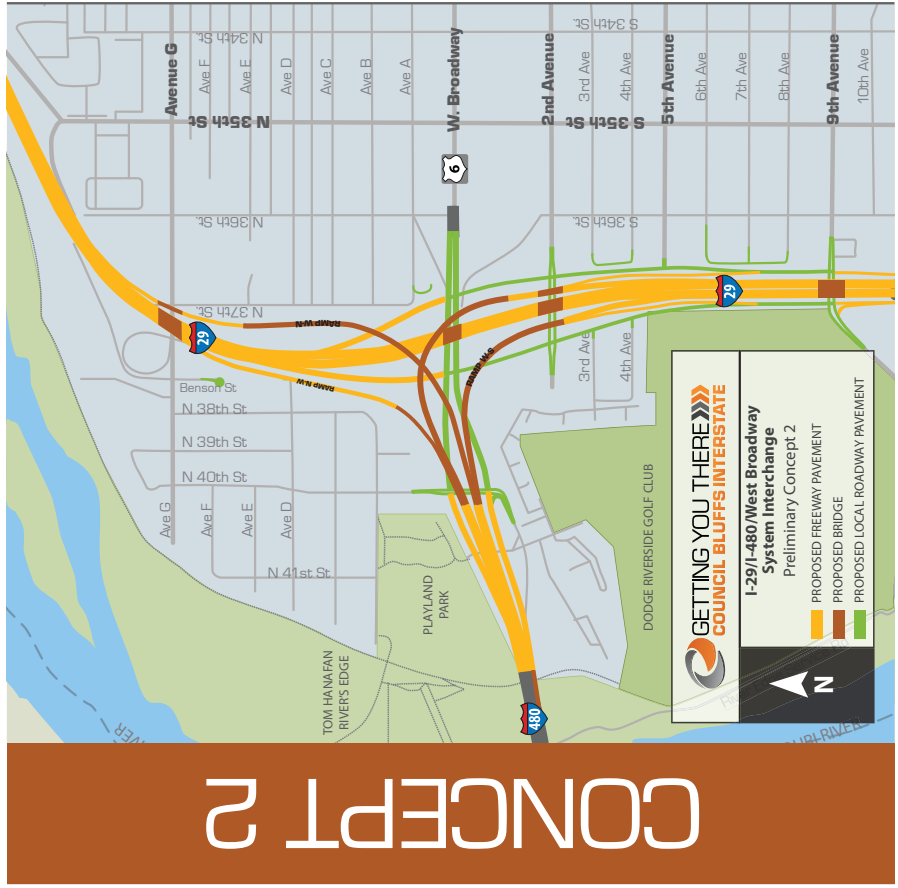 N 34th St
S 34th St
Avenue G
Ave F
Ave E
Ave D
Ave C
Ave B
Ave A
W. Broadway
2nd Avenue
3rd Ave
4th Ave
5th Avenue
6th Ave
7th Ave
8th Ave
9th Avenue
10th Ave
N 35th St
S 35th St
6
N 36th St
S 36th St
N 37th St
29
29
RAMP W-N
RAMP N-W
RAMP W-S
3rd Ave
4th Ave
Benson St
N 38th St
N 39th St
N 40th St
Ave G
Ave F
Ave E
Ave D
N 41st St
PLAYLAND
PARK
TOM HANAFAN
RIVER'S EDGE
DODGE RIVERSIDE GOLF CLUB
480
RIVER
URI RIVER
GETTING YOU THERE
COUNCIL BLUFFS INTERSTATE
I-29/I-480/West Broadway
System Interchange
Preliminary Concept 2
PROPOSED FREEWAY PAVEMENT
PROPOSED BRIDGE
PROPOSED LOCAL ROADWAY PAVEMENT
N
CONCEPT 2